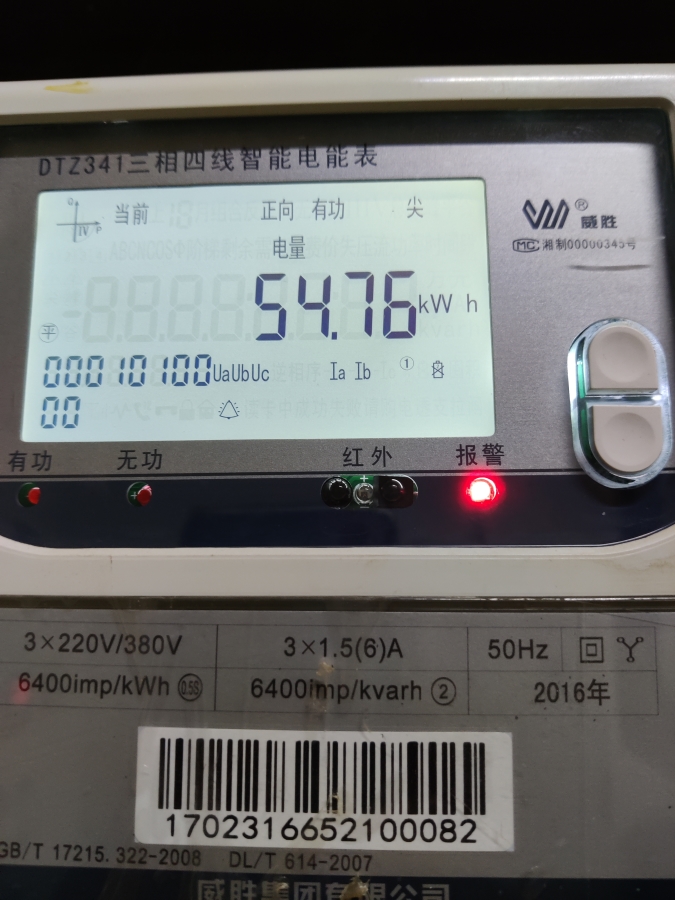 DTZ341三相四线智能电能表
当前 正向 有功 尖
IV P
电量
54.76 kW h
平
00010100 UaUbUc Ia Ib ①
00
威胜®
MC 湘制00000345号
有功 无功 红外 报警
3×220V/380V 3×1.5(6)A 50Hz
6400imp/kWh 0.5S 6400imp/kvarh ② 2016年
1702316652100082
GB/T 17215.322-2008 DL/T 614-2007
威胜集团有限公司